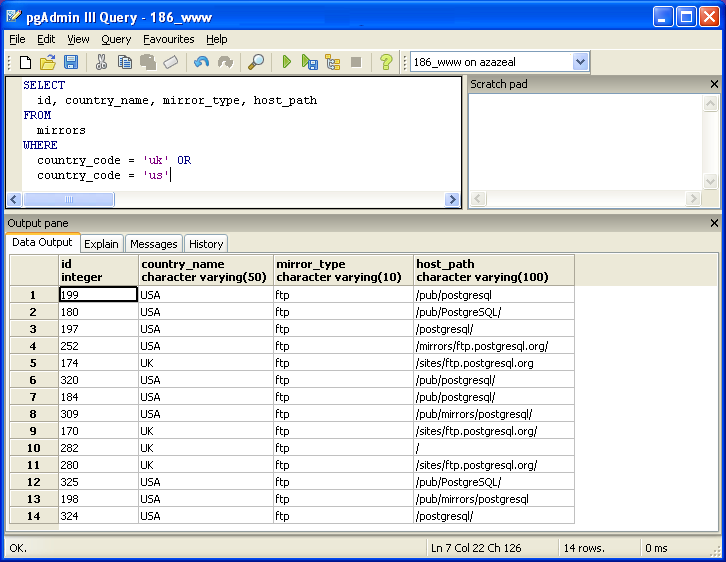 pgAdmin III Query - 186_www
File Edit View Query Favourites Help
186_www on azazeal
SELECT
id, country_name, mirror_type, host_path
FROM
mirrors
WHERE
country_code = 'uk' OR
country_code = 'us'
Scratch pad
Output pane
Data Output Explain Messages History
id country_name mirror_type host_path
integer character varying(50) character varying(10) character varying(100)
1 199 USA ftp /pub/postgresql
2 180 USA ftp /pub/PostgreSQL/
3 197 USA ftp /postgresql/
4 252 USA ftp /mirrors/ftp.postgresql.org/
5 174 UK ftp /sites/ftp.postgresql.org
6 320 USA ftp /pub/postgresql/
7 184 USA ftp /pub/postgresql/
8 309 USA ftp /pub/mirrors/postgresql/
9 170 UK ftp /sites/ftp.postgresql.org/
10 282 UK ftp /
11 280 UK ftp /sites/ftp.postgresql.org/
12 325 USA ftp /pub/PostgreSQL/
13 198 USA ftp /pub/mirrors/postgresql
14 324 USA ftp /postgresql/
OK. Ln 7 Col 22 Ch 126 14 rows. 0 ms